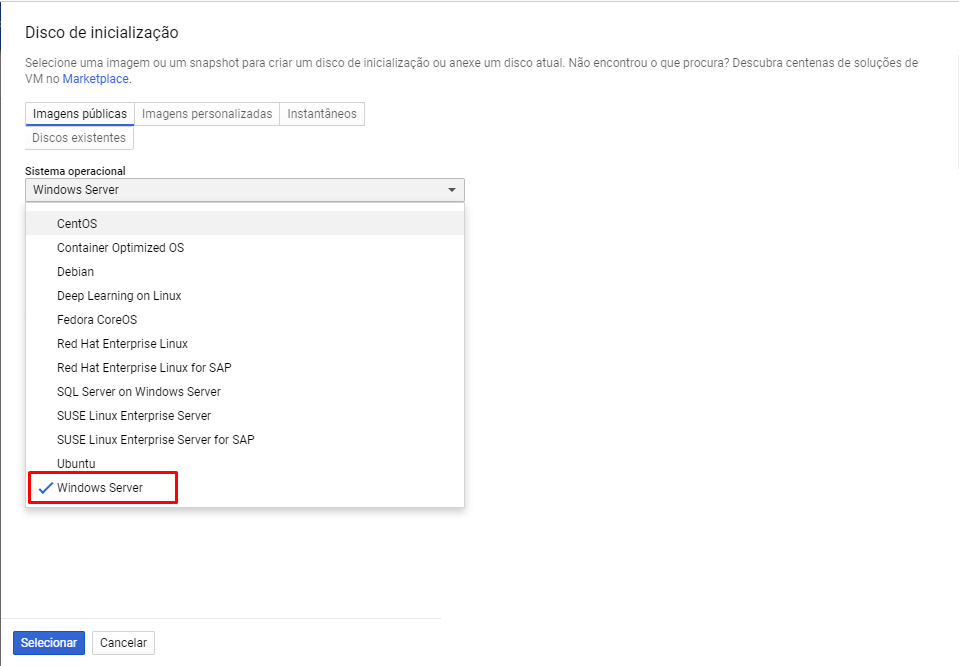 Disco de inicialização
Selecione uma imagem ou um snapshot para criar um disco de inicialização ou anexe um disco atual. Não encontrou o que procura? Descubra centenas de soluções de
VM no Marketplace.
Imagens públicas Imagens personalizadas Instantâneos
Discos existentes
Sistema operacional
Windows Server
CentOS
Container Optimized OS
Debian
Deep Learning on Linux
Fedora CoreOS
Red Hat Enterprise Linux
Red Hat Enterprise Linux for SAP
SQL Server on Windows Server
SUSE Linux Enterprise Server
SUSE Linux Enterprise Server for SAP
Ubuntu
Windows Server
Selecionar Cancelar